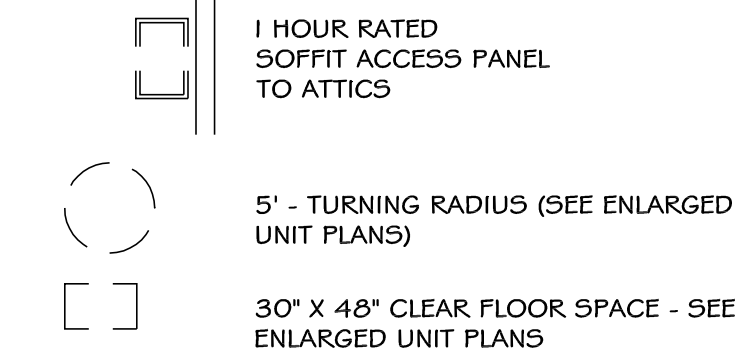 1 HOUR RATED
SOFFIT ACCESS PANEL
TO ATTICS
5' - TURNING RADIUS (SEE ENLARGED
UNIT PLANS)
30" X 48" CLEAR FLOOR SPACE - SEE
ENLARGED UNIT PLANS